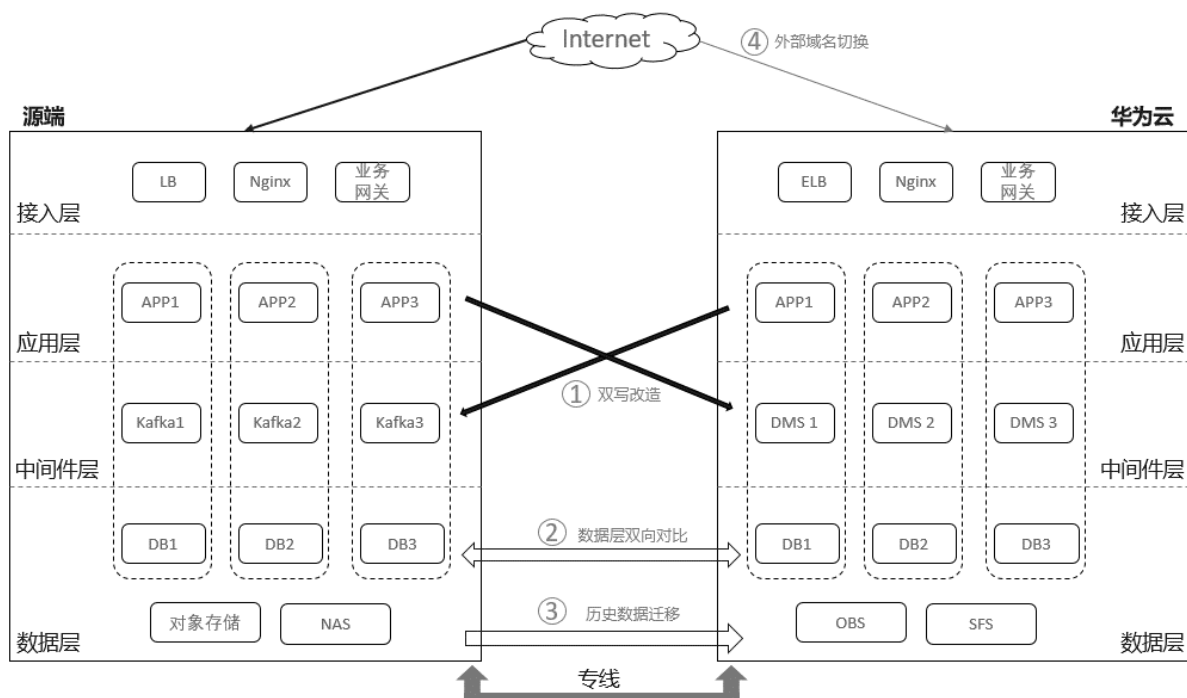 Internet
④ 外部域名切换
源端
华为云
LB
Nginx
业务
网关
接入层
ELB
Nginx
业务
网关
接入层
APP1
APP2
APP3
应用层
APP1
APP2
APP3
应用层
① 双写改造
Kafka1
Kafka2
Kafka3
中间件层
DMS 1
DMS 2
DMS 3
中间件层
② 数据层双向对比
DB1
DB2
DB3
DB1
DB2
DB3
③ 历史数据迁移
对象存储
NAS
数据层
OBS
SFS
数据层
专线